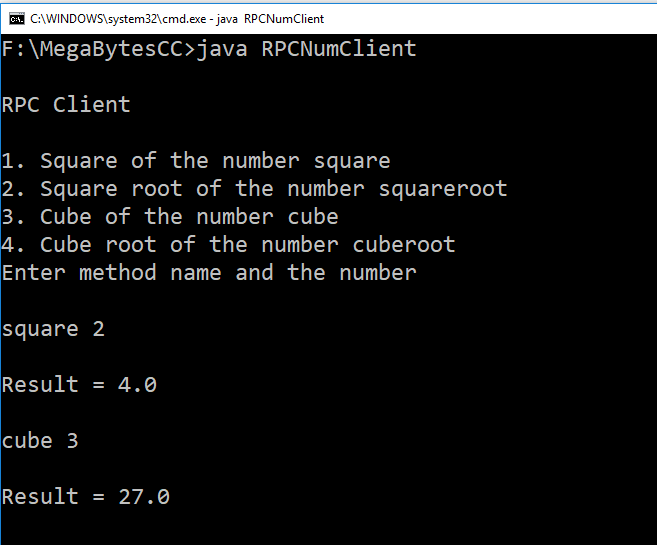 C:\WINDOWS\system32\cmd.exe - java RPCNumClient
F:\MegaBytesCC>java RPCNumClient
RPC Client
1. Square of the number square
2. Square root of the number squareroot
3. Cube of the number cube
4. Cube root of the number cuberoot
Enter method name and the number
square 2
Result = 4.0
cube 3
Result = 27.0